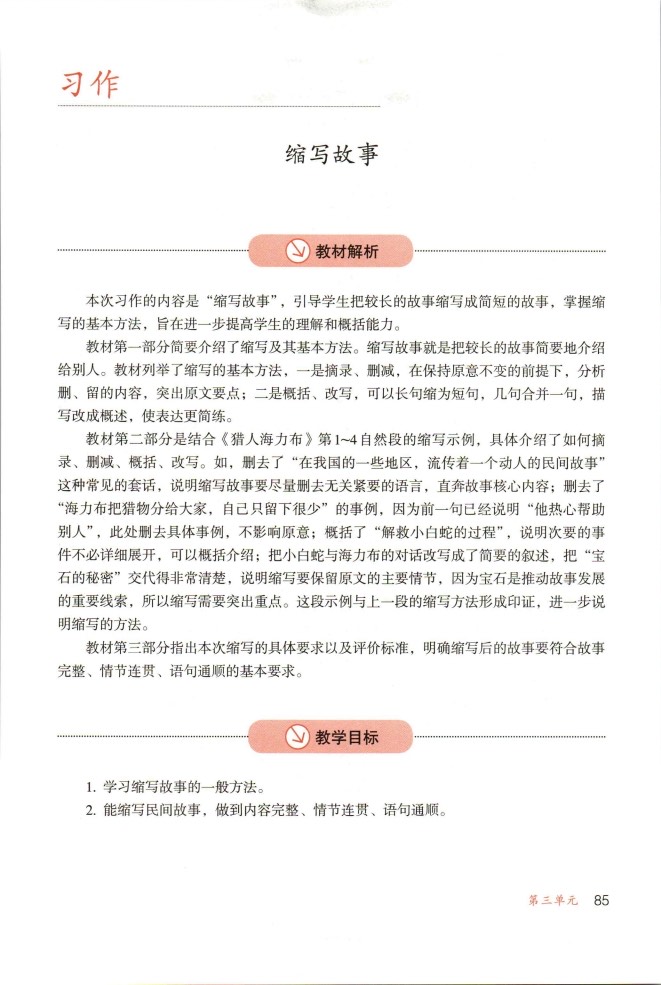 习作
缩写故事
教材解析
本次习作的内容是“缩写故事”，引导学生把较长的故事缩写成简短的故事，掌握缩
写的基本方法，旨在进一步提高学生的理解和概括能力。
教材第一部分简要介绍了缩写及其基本方法。缩写故事就是把较长的故事简要地介绍
给别人。教材列举了缩写的基本方法，一是摘录、删减，在保持原意不变的前提下，分析
删、留的内容，突出原文要点；二是概括、改写，可以长句缩为短句，几句合并一句，描
写改成概述，使表达更简练。
教材第二部分是结合《猎人海力布》第1~4自然段的缩写示例，具体介绍了如何摘
录、删减、概括、改写。如，删去了“在我国的一些地区，流传着一个动人的民间故事”
这种常见的套话，说明缩写故事要尽量删去无关紧要的语言，直奔故事核心内容；删去了
“海力布把猎物分给大家，自己只留下很少”的事例，因为前一句已经说明“他热心帮助
别人”，此处删去具体事例，不影响原意；概括了“解救小白蛇的过程”，说明次要的事
件不必详细展开，可以概括介绍；把小白蛇与海力布的对话改写成了简要的叙述，把“宝
石的秘密”交代得非常清楚，说明缩写要保留原文的主要情节，因为宝石是推动故事发展
的重要线索，所以缩写需要突出重点。这段示例与上一段的缩写方法形成印证，进一步说
明缩写的方法。
教材第三部分指出本次缩写的具体要求以及评价标准，明确缩写后的故事要符合故事
完整、情节连贯、语句通顺的基本要求。
教学目标
1. 学习缩写故事的一般方法。
2. 能缩写民间故事，做到内容完整、情节连贯、语句通顺。
第三单元 85